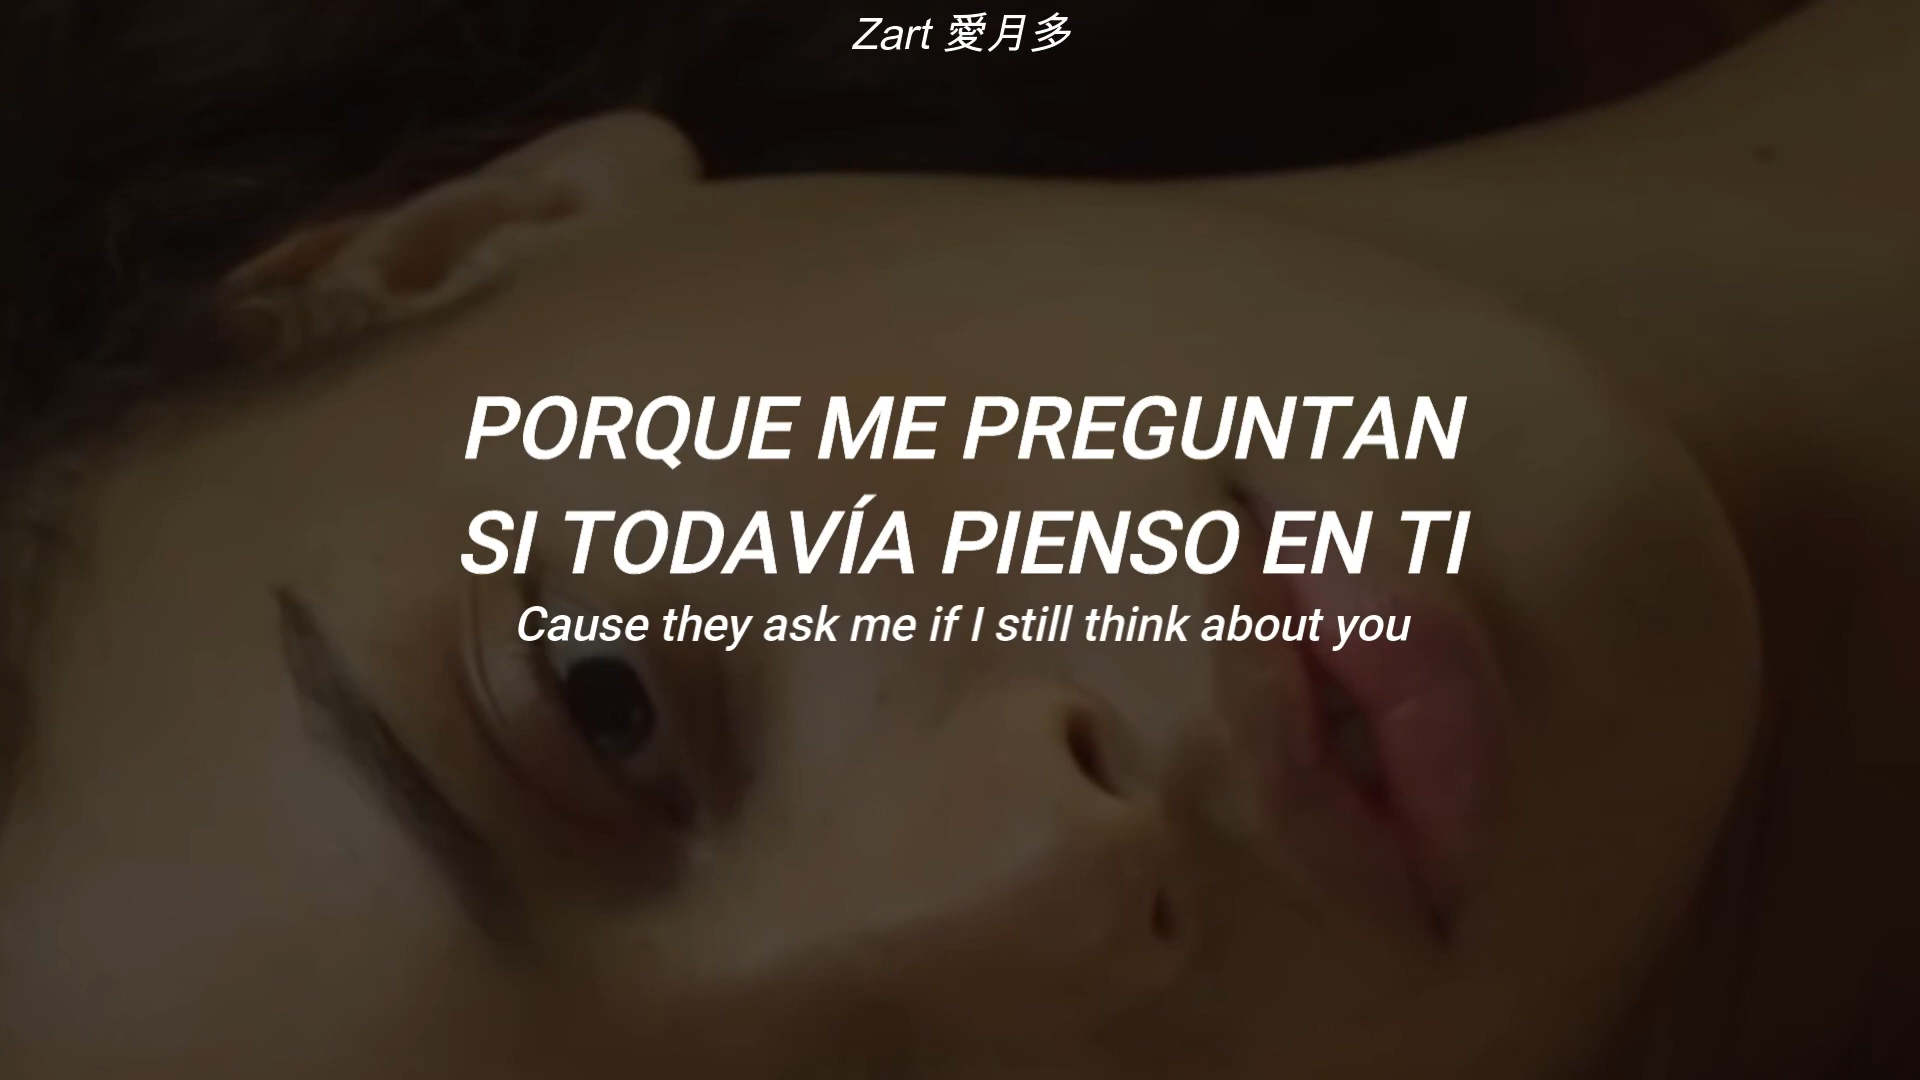 Zart 愛月多
PORQUE ME PREGUNTAN
SI TODAVÍA PIENSO EN TI
Cause they ask me if I still think about you